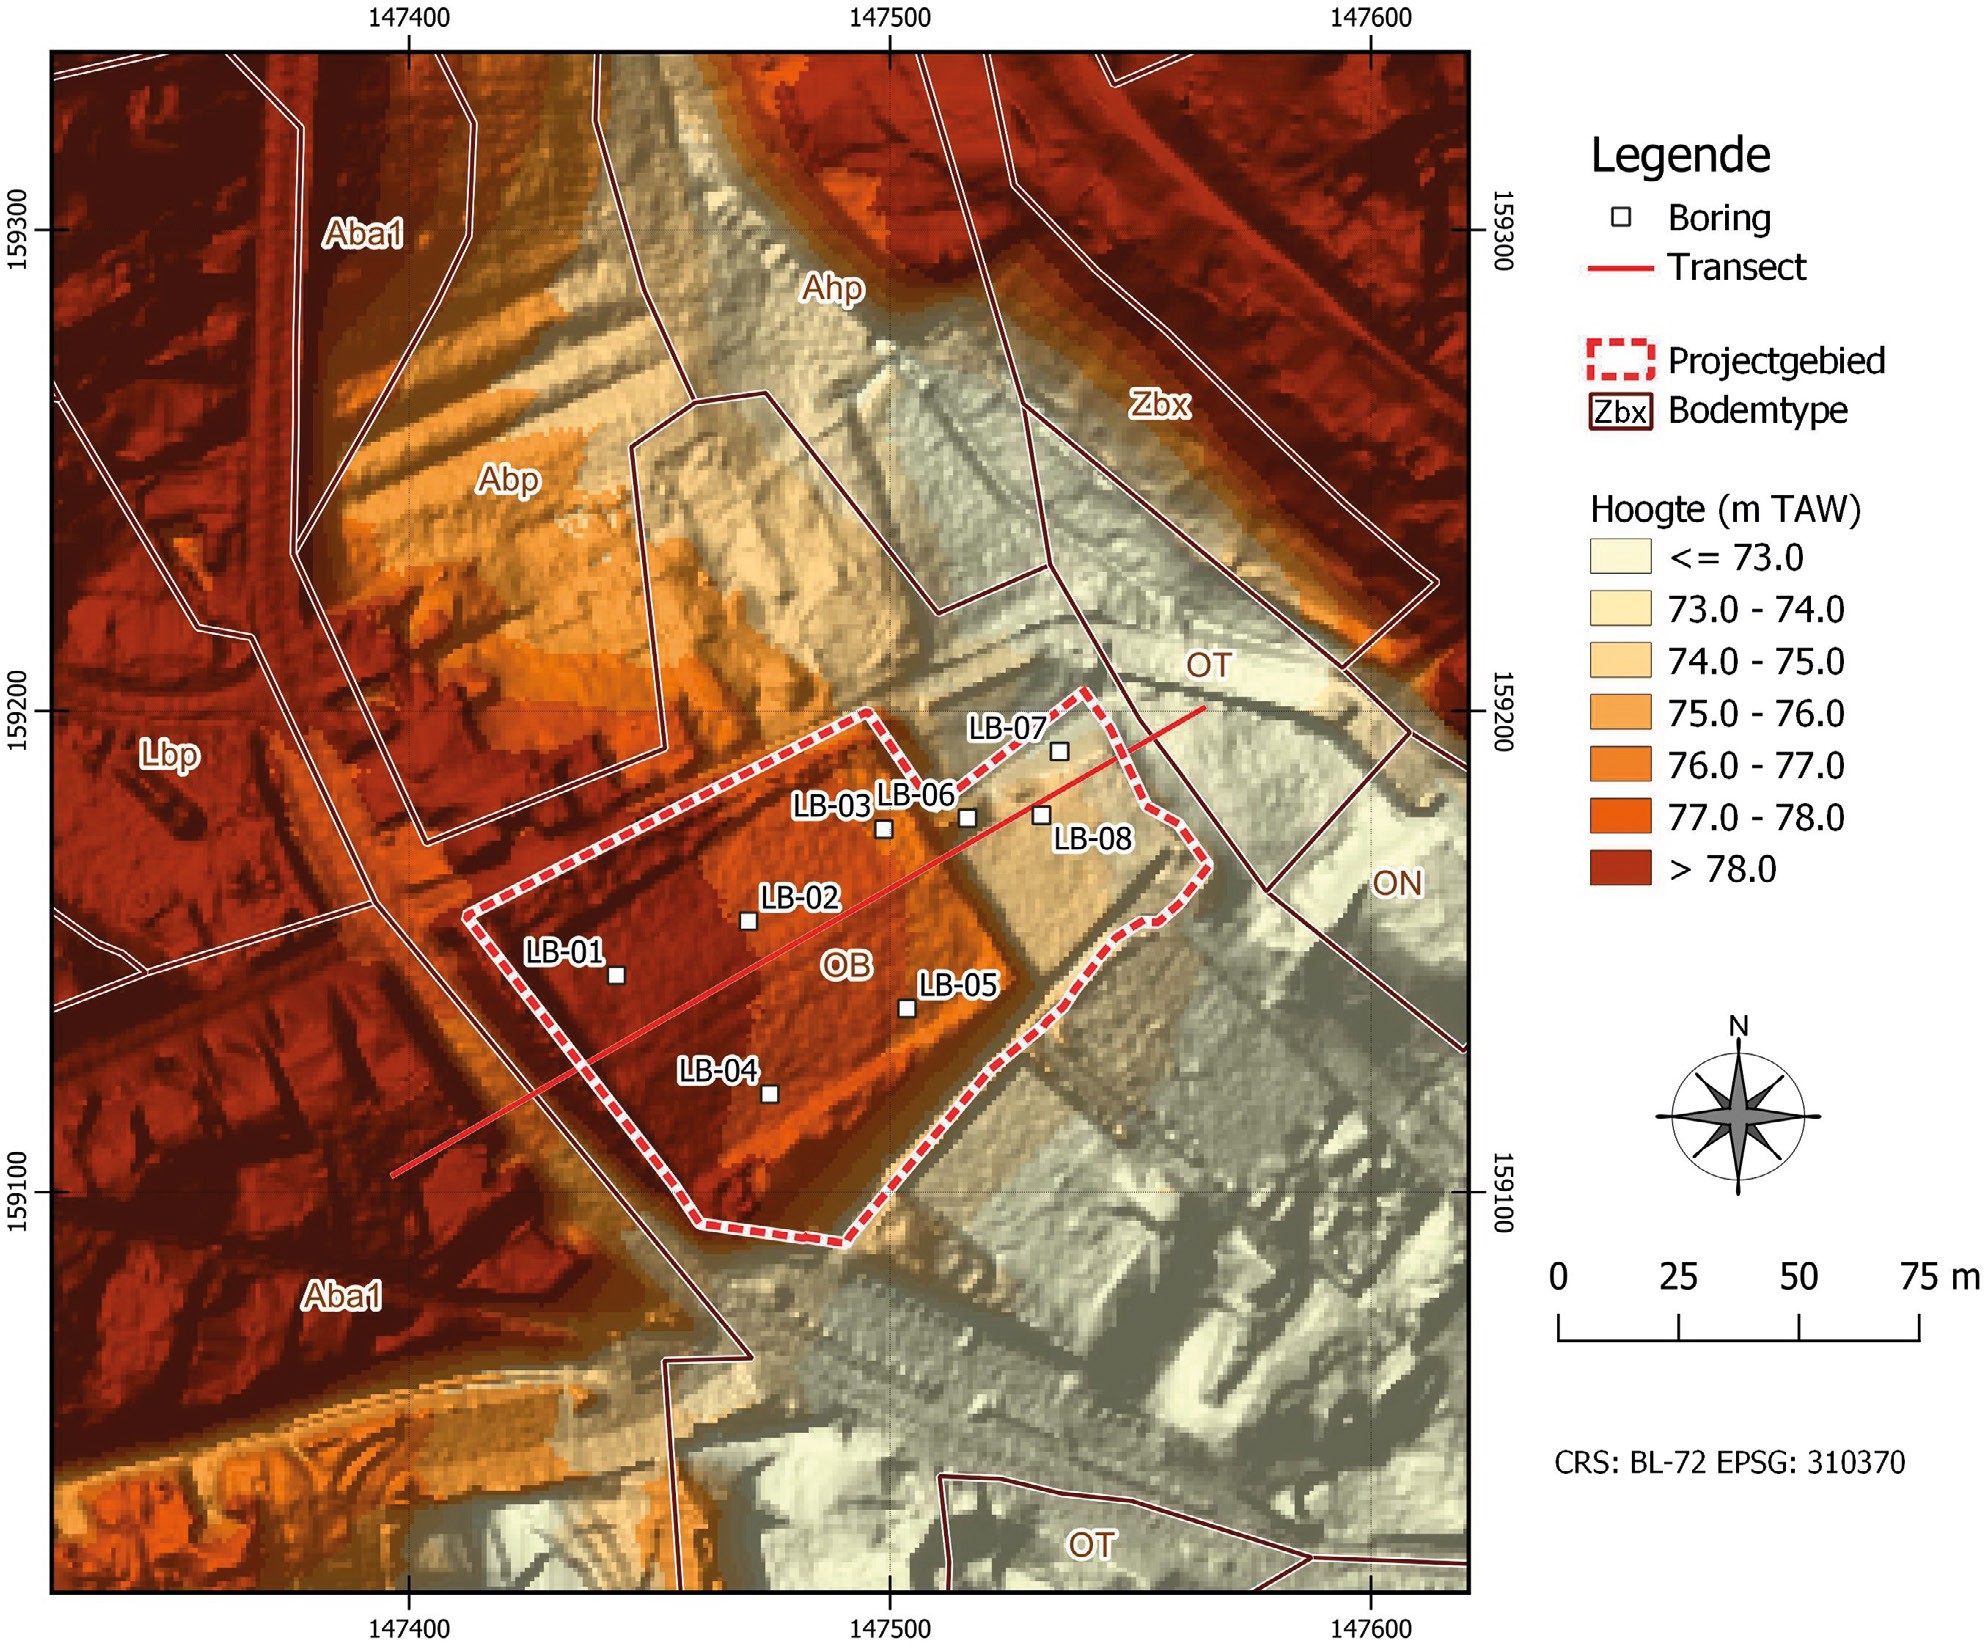 147400 147500 147600
159300
159200
159100
159300
159200
159100
Aba1
Ahp
Zbx
Abp
OT
Lbp
LB-07
LB-03 LB-06
LB-08
LB-02
ON
LB-01
OB
LB-05
LB-04
Aba1
OT
147400 147500 147600
Legende
Boring
Transect
Projectgebied
Zbx Bodemtype
Hoogte (m TAW)
<= 73.0
73.0 - 74.0
74.0 - 75.0
75.0 - 76.0
76.0 - 77.0
77.0 - 78.0
> 78.0
N
0 25 50 75 m
CRS: BL-72 EPSG: 310370